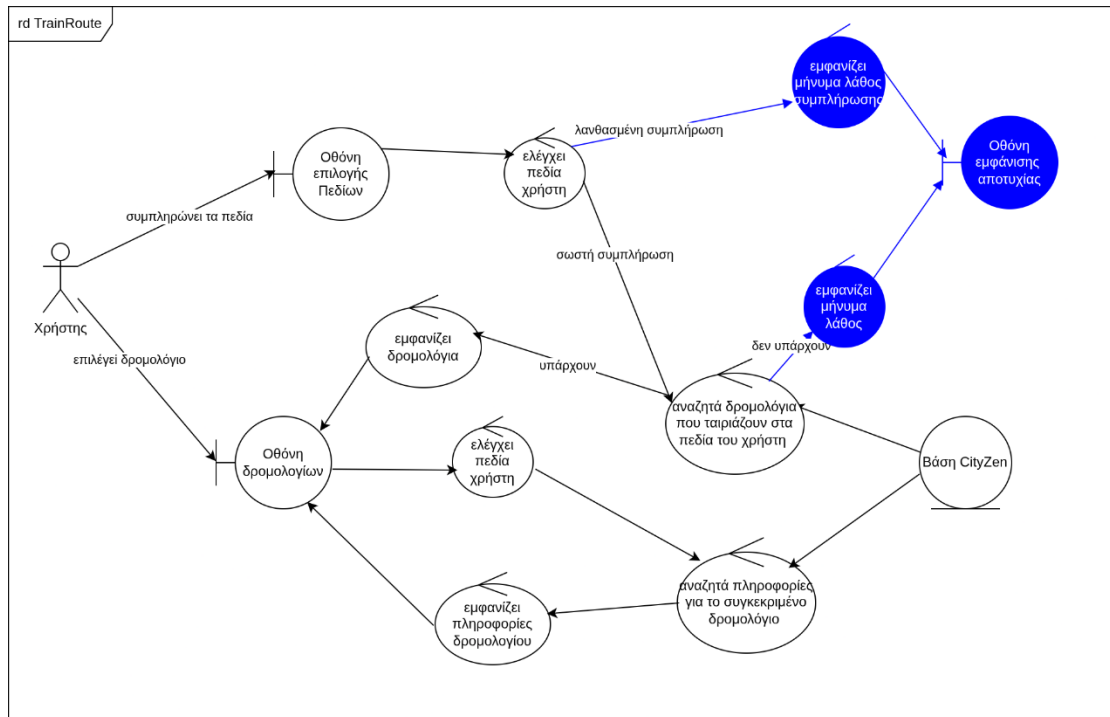 rd TrainRoute
εμφανίζει
μήνυμα λάθος
συμπλήρωσης
λανθασμένη συμπλήρωση
Οθόνη
επιλογής
Πεδίων
ελέγχει
πεδία
χρήστη
Οθόνη
εμφάνισης
αποτυχίας
συμπληρώνει τα πεδία
σωστή συμπλήρωση
Χρήστης
εμφανίζει
μήνυμα
λάθος
επιλέγει δρομολόγιο
εμφανίζει
δρομολόγια
υπάρχουν
δεν υπάρχουν
αναζητά δρομολόγια
που ταιριάζουν στα
πεδία του χρήστη
Οθόνη
δρομολογίων
ελέγχει
πεδία
χρήστη
Βάση CityZen
εμφανίζει
πληροφορίες
δρομολογίου
αναζητά πληροφορίες
για το συγκεκριμένο
δρομολόγιο